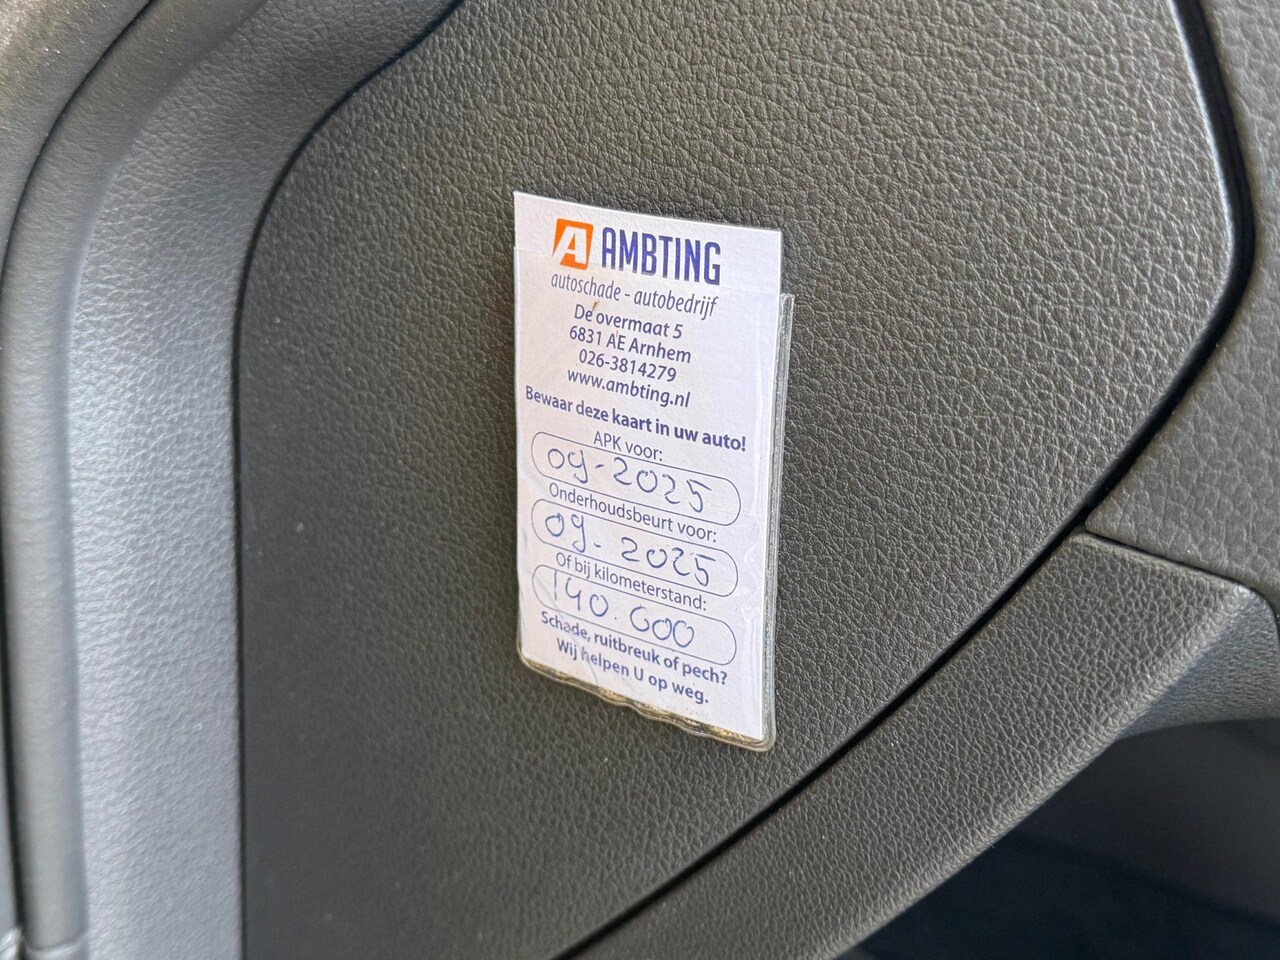 A AMBTING
autoschade - autobedrijf
De overmaat 5
6831 AE Arnhem
026-3814279
www.ambting.nl
Bewaar deze kaart in uw auto!
APK voor:
09-2025
Onderhoudsbeurt voor:
09-2025
Of bij kilometerstand:
140.000
Schade, ruitbreuk of pech?
Wij helpen U op weg.